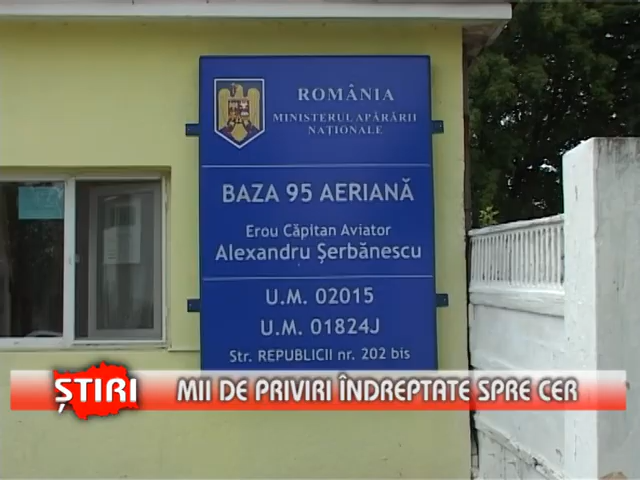 ROMÂNIA
MINISTERUL APĂRĂRII
NAȚIONALE
BAZA 95 AERIANĂ
Erou Căpitan Aviator
Alexandru Șerbănescu
U.M. 02015
U.M. 01824J
Str. REPUBLICII nr. 202 bis
ȘTIRI
MII DE PRIVIRI ÎNDREPTATE SPRE CER